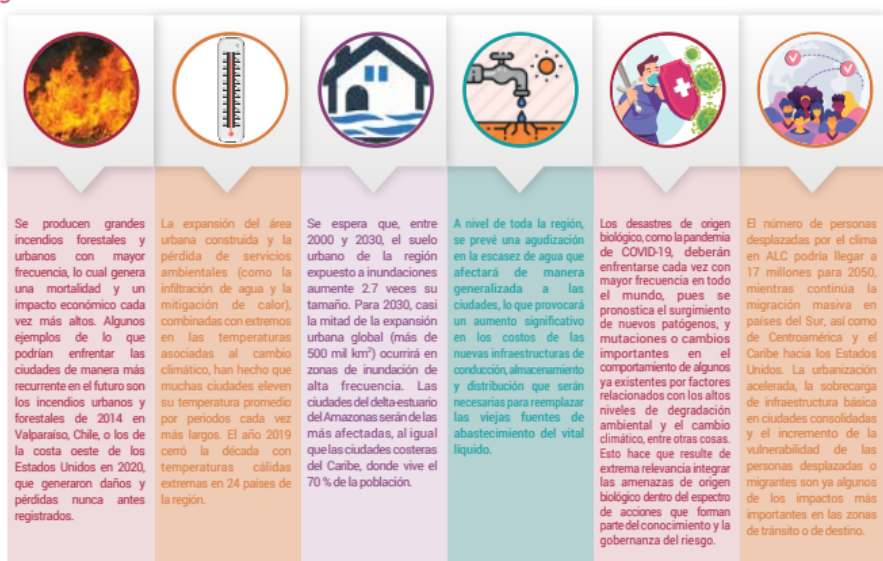 Se producen grandes
incendios forestales y
urbanos con mayor
frecuencia, lo cual genera
una mortalidad y un
impacto económico cada
vez más altos. Algunos
ejemplos de lo que
podrían enfrentar las
ciudades de manera más
recurrente en el futuro son
los incendios urbanos y
forestales de 2014 en
Valparaíso, Chile, o los de
la costa oeste de los
Estados Unidos en 2020,
que generaron daños y
pérdidas nunca antes
registrados.
La expansión del área
urbana construida y la
pérdida de servicios
ambientales (como la
infiltración de agua y la
mitigación de calor),
combinadas con extremos
en las temperaturas
asociadas al cambio
climático, han hecho que
muchas ciudades eleven
su temperatura promedio
por periodos cada vez
más largos. El año 2019
cerró la década con
temperaturas cálidas
extremas en 24 países de
la región.
Se espera que, entre
2000 y 2030, el suelo
urbano de la región
expuesto a inundaciones
aumente 2.7 veces su
tamaño. Para 2030, casi
la mitad de la expansión
urbana global (más de
500 mil km²) ocurrirá en
zonas de inundación de
alta frecuencia. Las
ciudades del delta-estuario
del Amazonas serán de las
más afectadas, al igual
que las ciudades costeras
del Caribe, donde vive el
70 % de la población.
A nivel de toda la región,
se prevé una agudización
en la escasez de agua que
afectará de manera
generalizada a las
ciudades, lo que provocará
un aumento significativo
en los costos de las
nuevas infraestructuras de
conducción, almacenamiento
y distribución que serán
necesarias para reemplazar
las viejas fuentes de
abastecimiento del vital
líquido.
Los desastres de origen
biológico, como la pandemia
de COVID-19, deberán
enfrentarse cada vez con
mayor frecuencia en todo
el mundo, pues se
pronostica el surgimiento
de nuevos patógenos, y
mutaciones o cambios
importantes en el
comportamiento de algunos
ya existentes por factores
relacionados con los altos
niveles de degradación
ambiental y el cambio
climático, entre otras cosas.
Esto hace que resulte de
extrema relevancia integrar
las amenazas de origen
biológico dentro del espectro
de acciones que forman
parte del conocimiento y la
gobernanza del riesgo.
El número de personas
desplazadas por el clima
en ALC podría llegar a
17 millones para 2050,
mientras continúa la
migración masiva en
países del Sur, así como
de Centroamérica y el
Caribe hacia los Estados
Unidos. La urbanización
acelerada, la sobrecarga
de infraestructura básica
en ciudades consolidadas
y el incremento de la
vulnerabilidad de las
personas desplazadas o
migrantes son ya algunos
de los impactos más
importantes en las zonas
de tránsito o de destino.